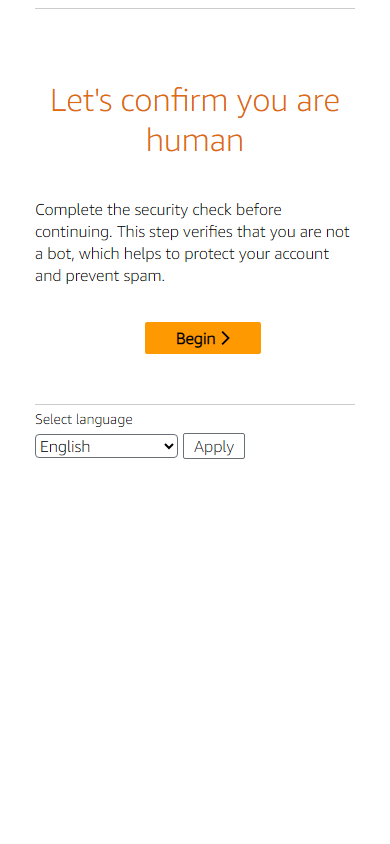 Let's confirm you are
human
Complete the security check before
continuing. This step verifies that you are not
a bot, which helps to protect your account
and prevent spam.
Begin
Select language
English
Apply